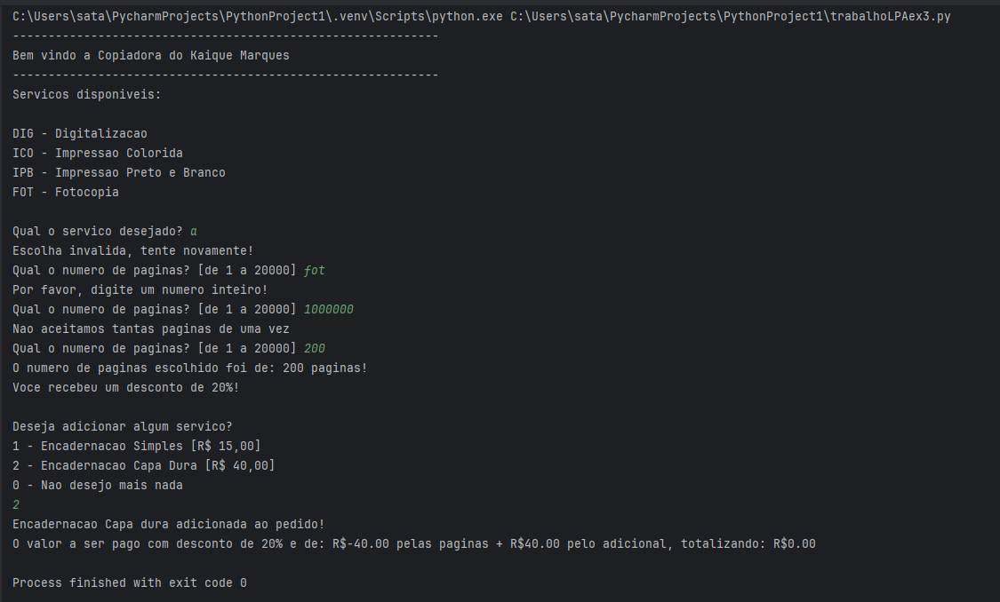 C:\Users\sata\PycharmProjects\PythonProject1\.venv\Scripts\python.exe C:\Users\sata\PycharmProjects\PythonProject1\trabalhoLPAex3.py
------------------------------------------------------------
Bem vindo a Copiadora do Kaique Marques
------------------------------------------------------------
Servicos disponiveis:
DIG - Digitalizacao
ICO - Impressao Colorida
IPB - Impressao Preto e Branco
FOT - Fotocopia
Qual o servico desejado? a
Escolha invalida, tente novamente!
Qual o numero de paginas? [de 1 a 20000] fot
Por favor, digite um numero inteiro!
Qual o numero de paginas? [de 1 a 20000] 1000000
Nao aceitamos tantas paginas de uma vez
Qual o numero de paginas? [de 1 a 20000] 200
O numero de paginas escolhido foi de: 200 paginas!
Voce recebeu um desconto de 20%!
Deseja adicionar algum servico?
1 - Encadernacao Simples [R$ 15,00]
2 - Encadernacao Capa Dura [R$ 40,00]
0 - Nao desejo mais nada
2
Encadernacao Capa dura adicionada ao pedido!
O valor a ser pago com desconto de 20% e de: R$-40.00 pelas paginas + R$40.00 pelo adicional, totalizando: R$0.00
Process finished with exit code 0